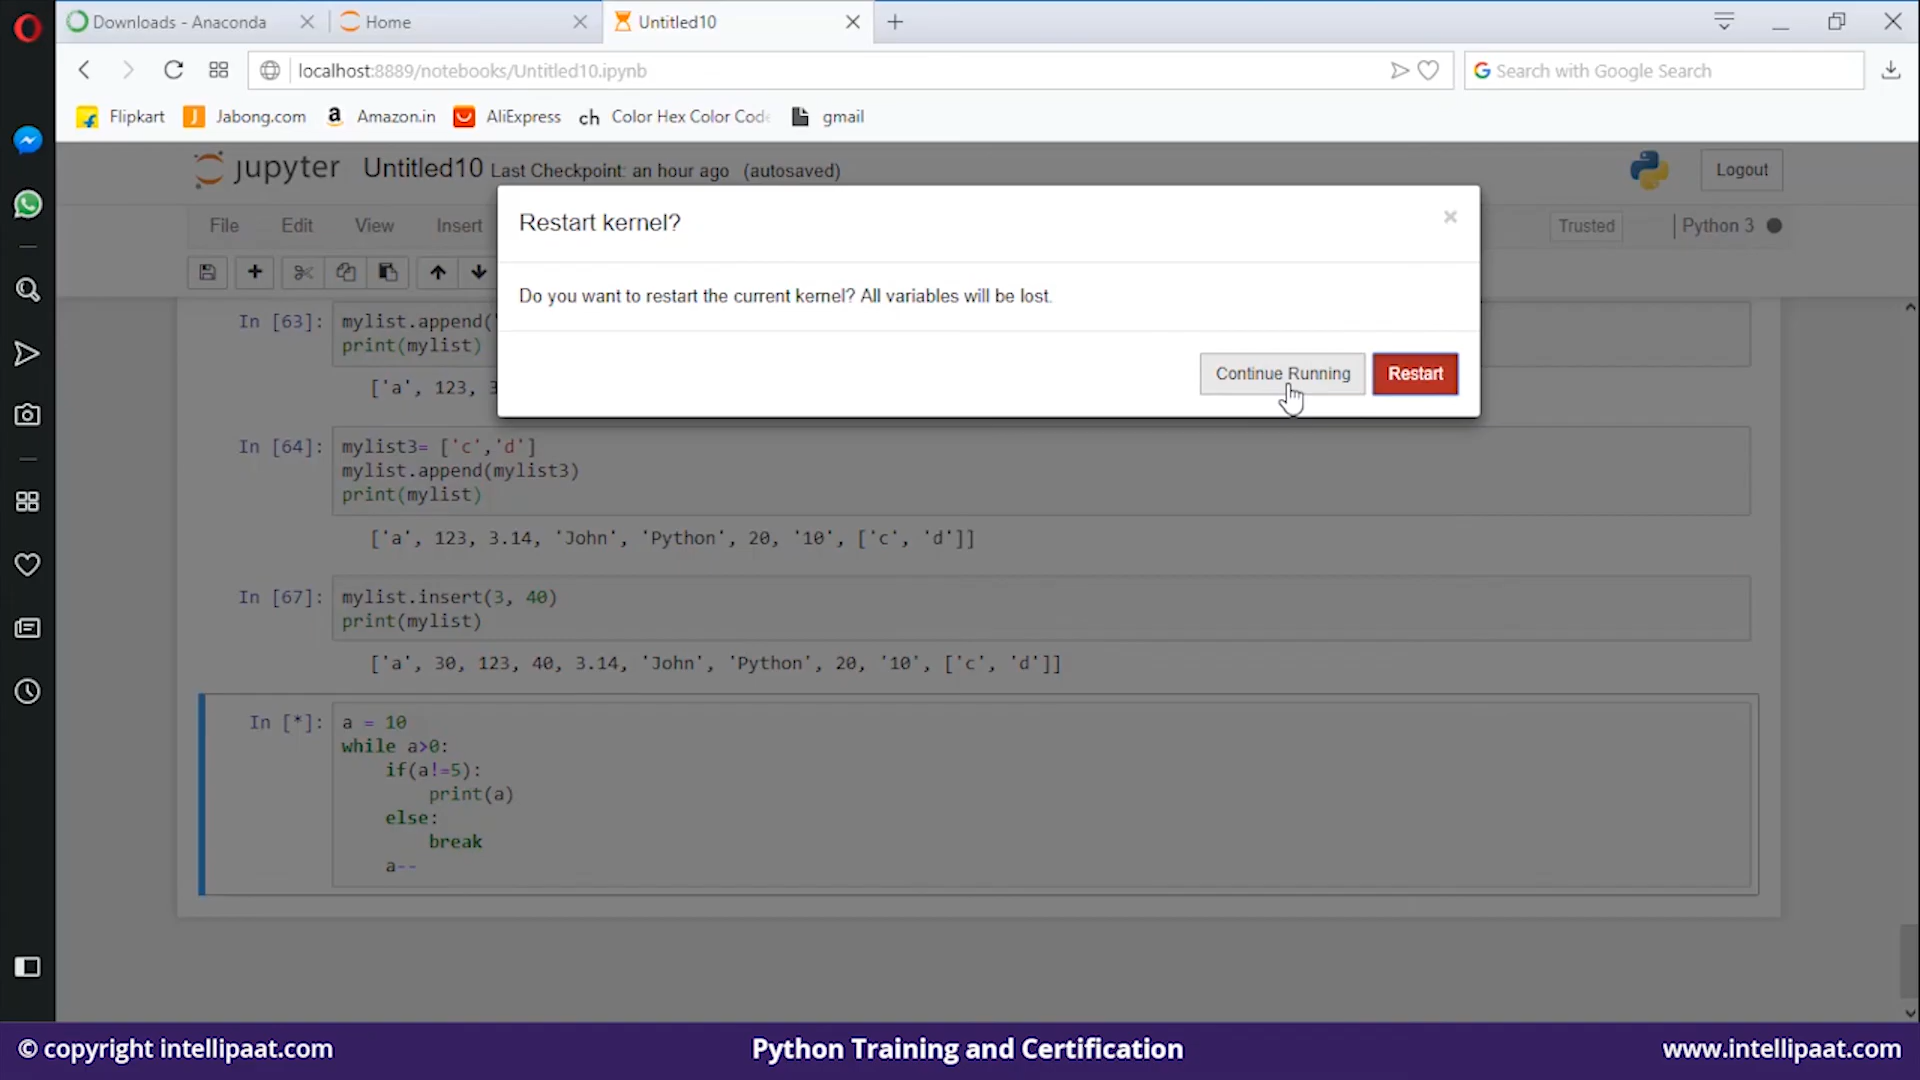 Downloads - Anaconda
Home
Untitled10
localhost:8889/notebooks/Untitled10.ipynb
Search with Google Search
Flipkart
Jabong.com
Amazon.in
AliExpress
ch Color Hex Color Code
gmail
jupyter Untitled10 Last Checkpoint: an hour ago (autosaved)
Logout
File Edit View Insert
Trusted
Python 3
Restart kernel?
Do you want to restart the current kernel? All variables will be lost.
Continue Running
Restart
In [63]: mylist.append('
print(mylist)
['a', 123, 3
In [64]: mylist3= ['c','d']
mylist.append(mylist3)
print(mylist)
['a', 123, 3.14, 'John', 'Python', 20, '10', ['c', 'd']]
In [67]: mylist.insert(3, 40)
print(mylist)
['a', 30, 123, 40, 3.14, 'John', 'Python', 20, '10', ['c', 'd']]
In [*]: a = 10
while a>0:
if(a!=5):
print(a)
else:
break
a--
© copyright intellipaat.com
Python Training and Certification
www.intellipaat.com